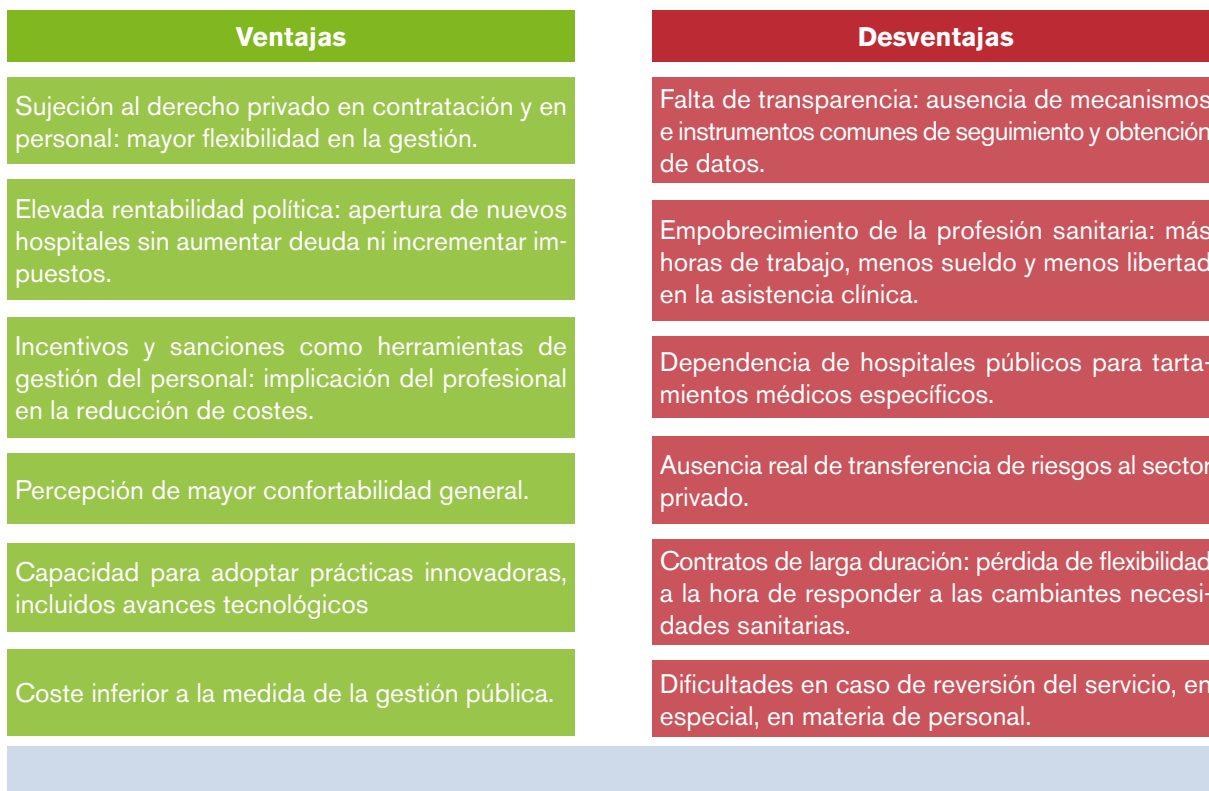 Ventajas
Sujeción al derecho privado en contratación y en
personal: mayor flexibilidad en la gestión.
Elevada rentabilidad política: apertura de nuevos
hospitales sin aumentar deuda ni incrementar im-
puestos.
Incentivos y sanciones como herramientas de
gestión del personal: implicación del profesional
en la reducción de costes.
Percepción de mayor confortabilidad general.
Capacidad para adoptar prácticas innovadoras,
incluidos avances tecnológicos
Coste inferior a la medida de la gestión pública.
Desventajas
Falta de transparencia: ausencia de mecanismos
e instrumentos comunes de seguimiento y obtención
de datos.
Empobrecimiento de la profesión sanitaria: más
horas de trabajo, menos sueldo y menos libertad
en la asistencia clínica.
Dependencia de hospitales públicos para tarta-
mientos médicos específicos.
Ausencia real de transferencia de riesgos al sector
privado.
Contratos de larga duración: pérdida de flexibilidad
a la hora de responder a las cambiantes necesi-
dades sanitarias.
Dificultades en caso de reversión del servicio, en
especial, en materia de personal.